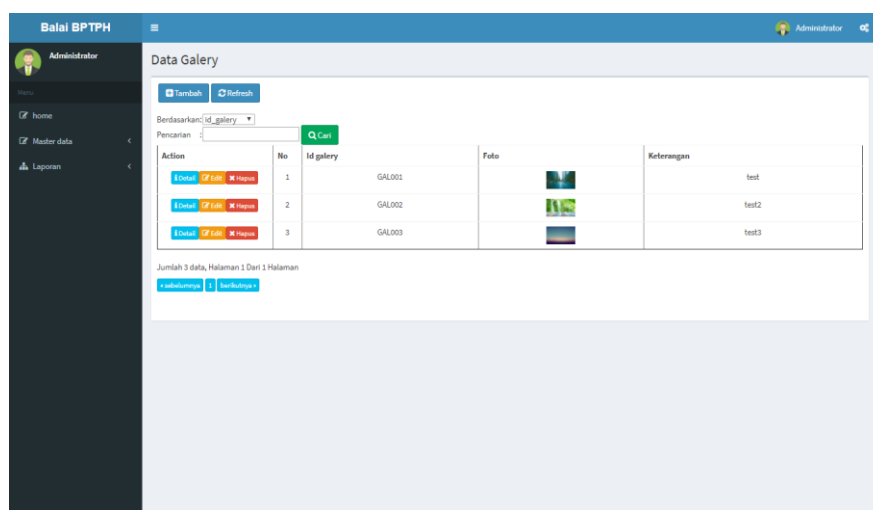 Balai BPTPH
Administrator
Administrator
Menu
home
Master data
Laporan
Data Galery
Tambah Refresh
Berdasarkan: id_galery
Pencarian :
Cari
Action No Id galery Foto Keterangan
Detail Edit Hapus 1 GAL001 test
Detail Edit Hapus 2 GAL002 test2
Detail Edit Hapus 3 GAL003 test3
Jumlah 3 data, Halaman 1 Dari 1 Halaman
« sebelumnya 1 berikutnya »